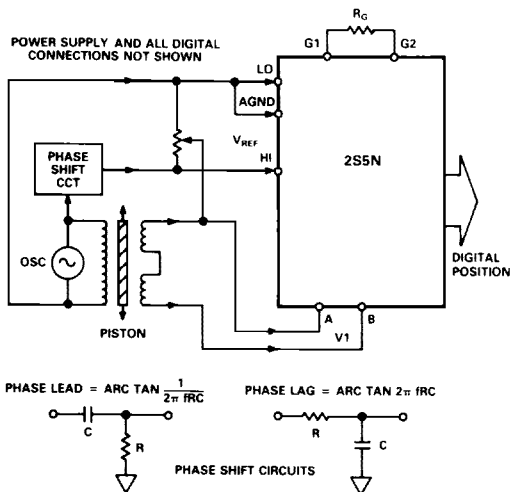 R_G
G1
G2
POWER SUPPLY AND ALL DIGITAL
CONNECTIONS NOT SHOWN
LO
AGND
V_REF
HI
2S5N
PHASE
SHIFT
CCT
OSC
PISTON
DIGITAL
POSITION
A
V1
B
PHASE LEAD = ARC TAN 1 / 2π fRC
PHASE LAG = ARC TAN 2π fRC
C
R
R
C
PHASE SHIFT CIRCUITS